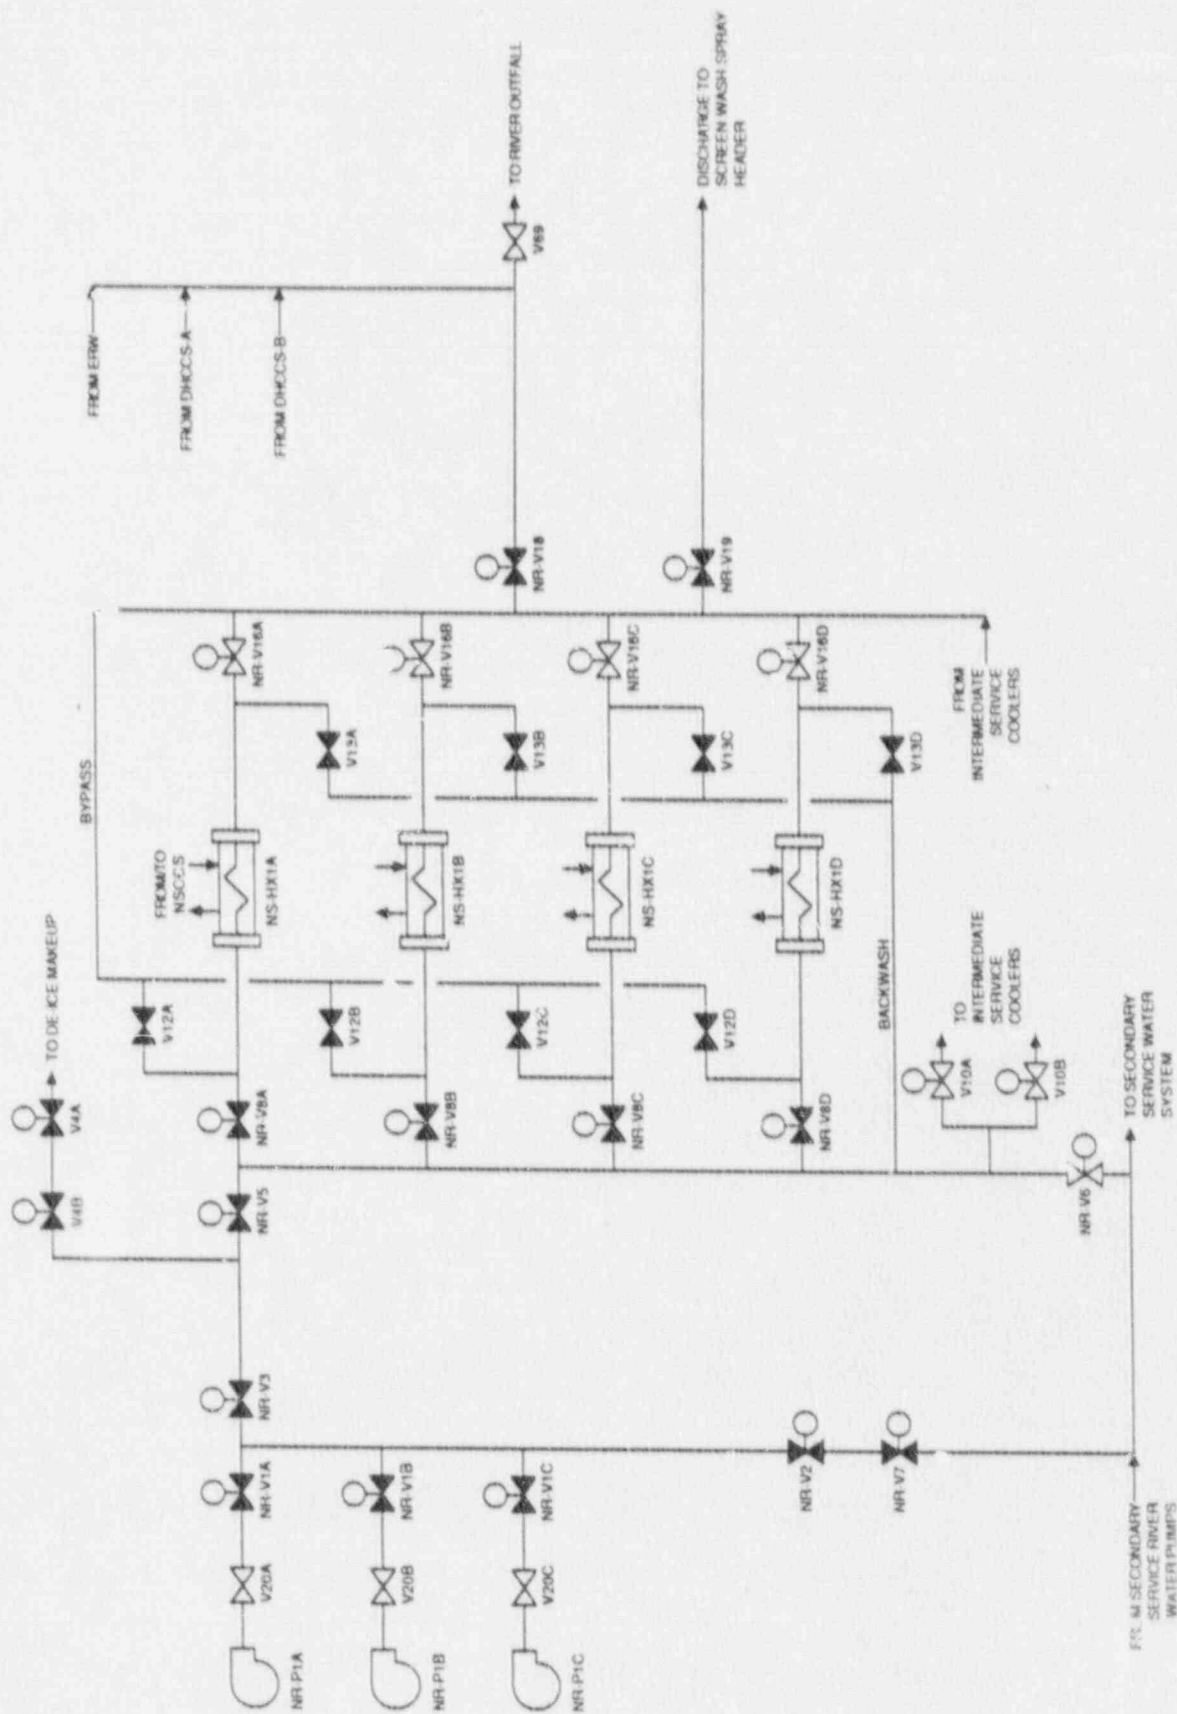 FROM ERW
FROM DHCCS-A
FROM DHCCS-B
TO RIVER OUTFALL
V69
DISCHARGE TO
SCREEN WASH SPRAY
HEADER
NR-V18
NR-V19
BYPASS
NR-V16A
NR-V16B
NR-V16C
NR-V16D
V13A
V13B
V13C
V13D
FROM
INTERMEDIATE
SERVICE
COOLERS
FROM/TO
NSCCS
NS-HX1A
NS-HX1B
NS-HX1C
NS-HX1D
TO DE-ICE MAKEUP
V12A
V12B
V12C
V12D
BACKWASH
TO
INTERMEDIATE
SERVICE
COOLERS
V4A
V4B
NR-V8A
NR-V8B
NR-V8C
NR-V8D
V10A
V10B
TO SECONDARY
SERVICE WATER
SYSTEM
NR-V5
NR-V6
NR-V3
NR-V1A
NR-V1B
NR-V1C
NR-V2
NR-V7
V20A
V20B
V20C
NR-P1A
NR-P1B
NR-P1C
SECONDARY
SERVICE RIVER
WATER PUMPS